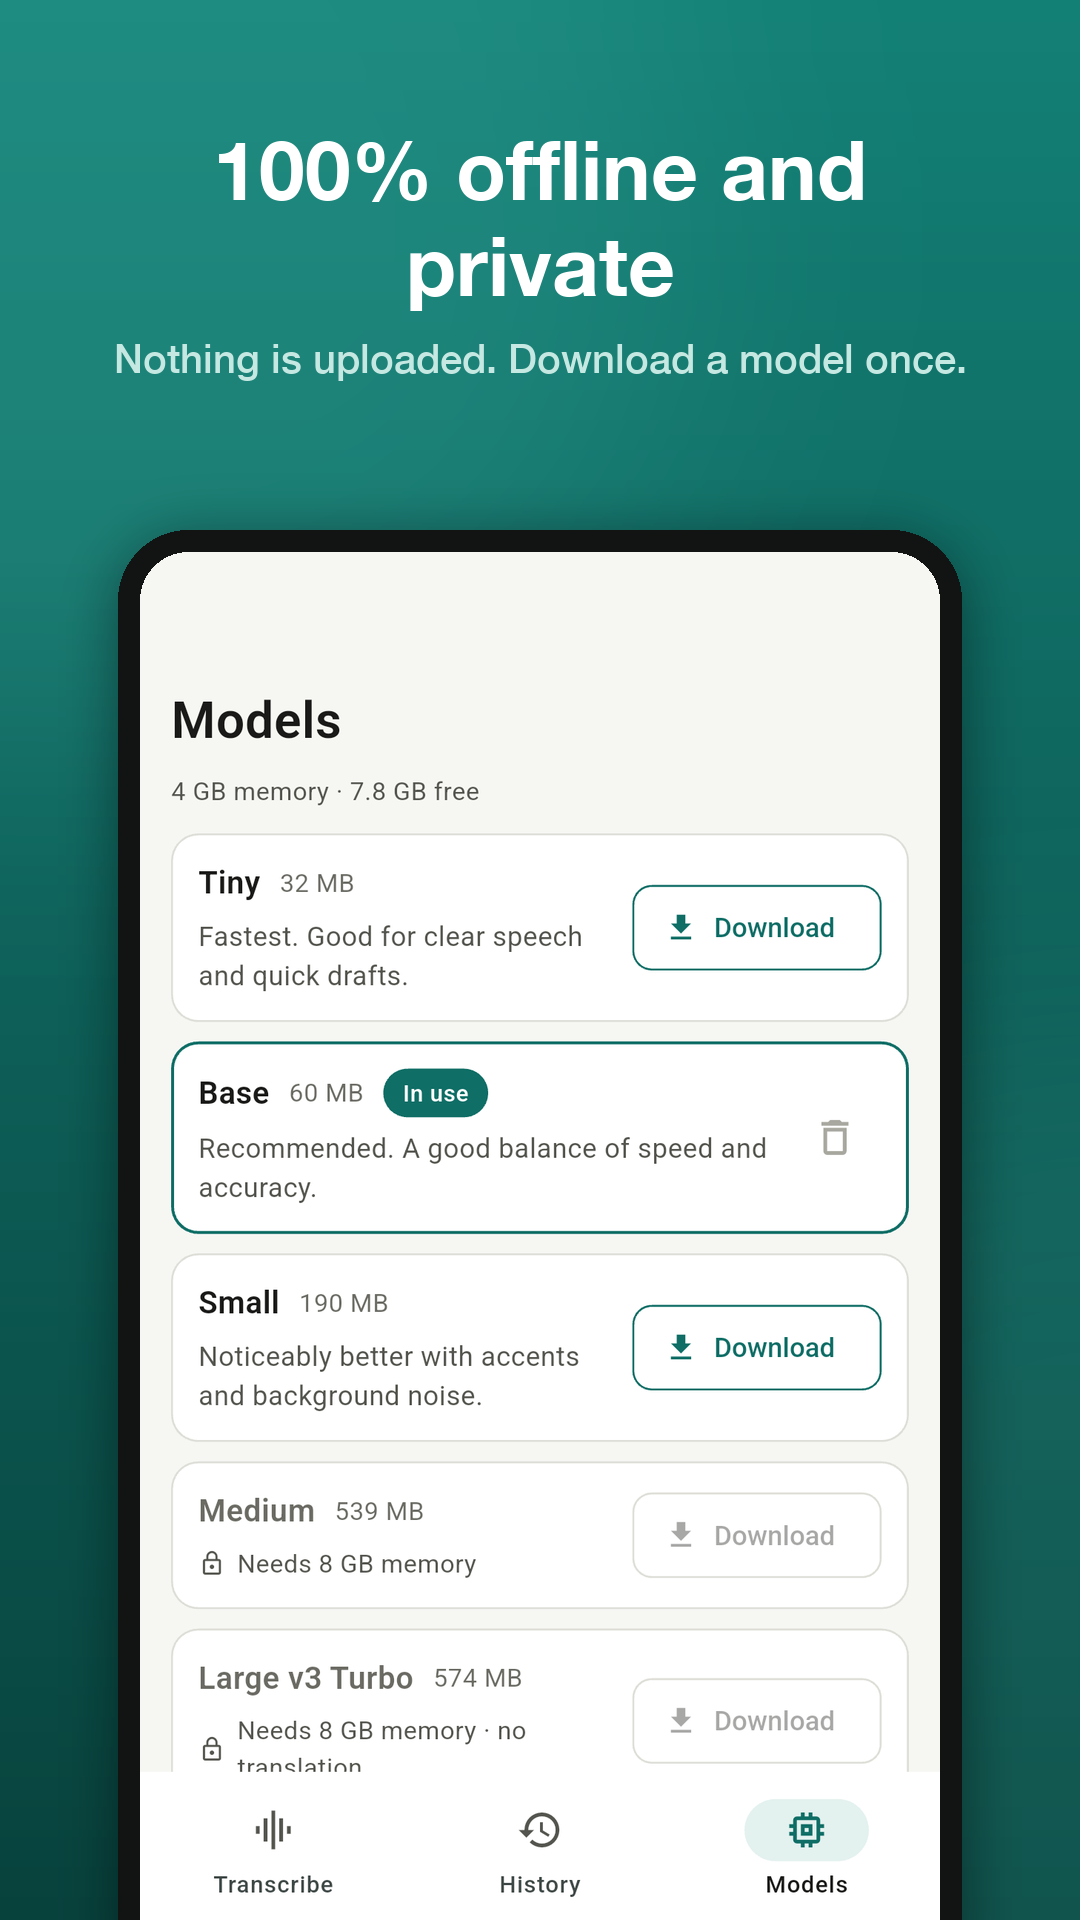 100% offline and
private
Nothing is uploaded. Download a model once.
Models
4 GB memory · 7.8 GB free
Tiny 32 MB
Fastest. Good for clear speech
and quick drafts.
Download
Base 60 MB In use
Recommended. A good balance of speed and
accuracy.
Small 190 MB
Noticeably better with accents
and background noise.
Download
Medium 539 MB
Needs 8 GB memory
Download
Large v3 Turbo 574 MB
Needs 8 GB memory · no
translation
Download
Transcribe
History
Models